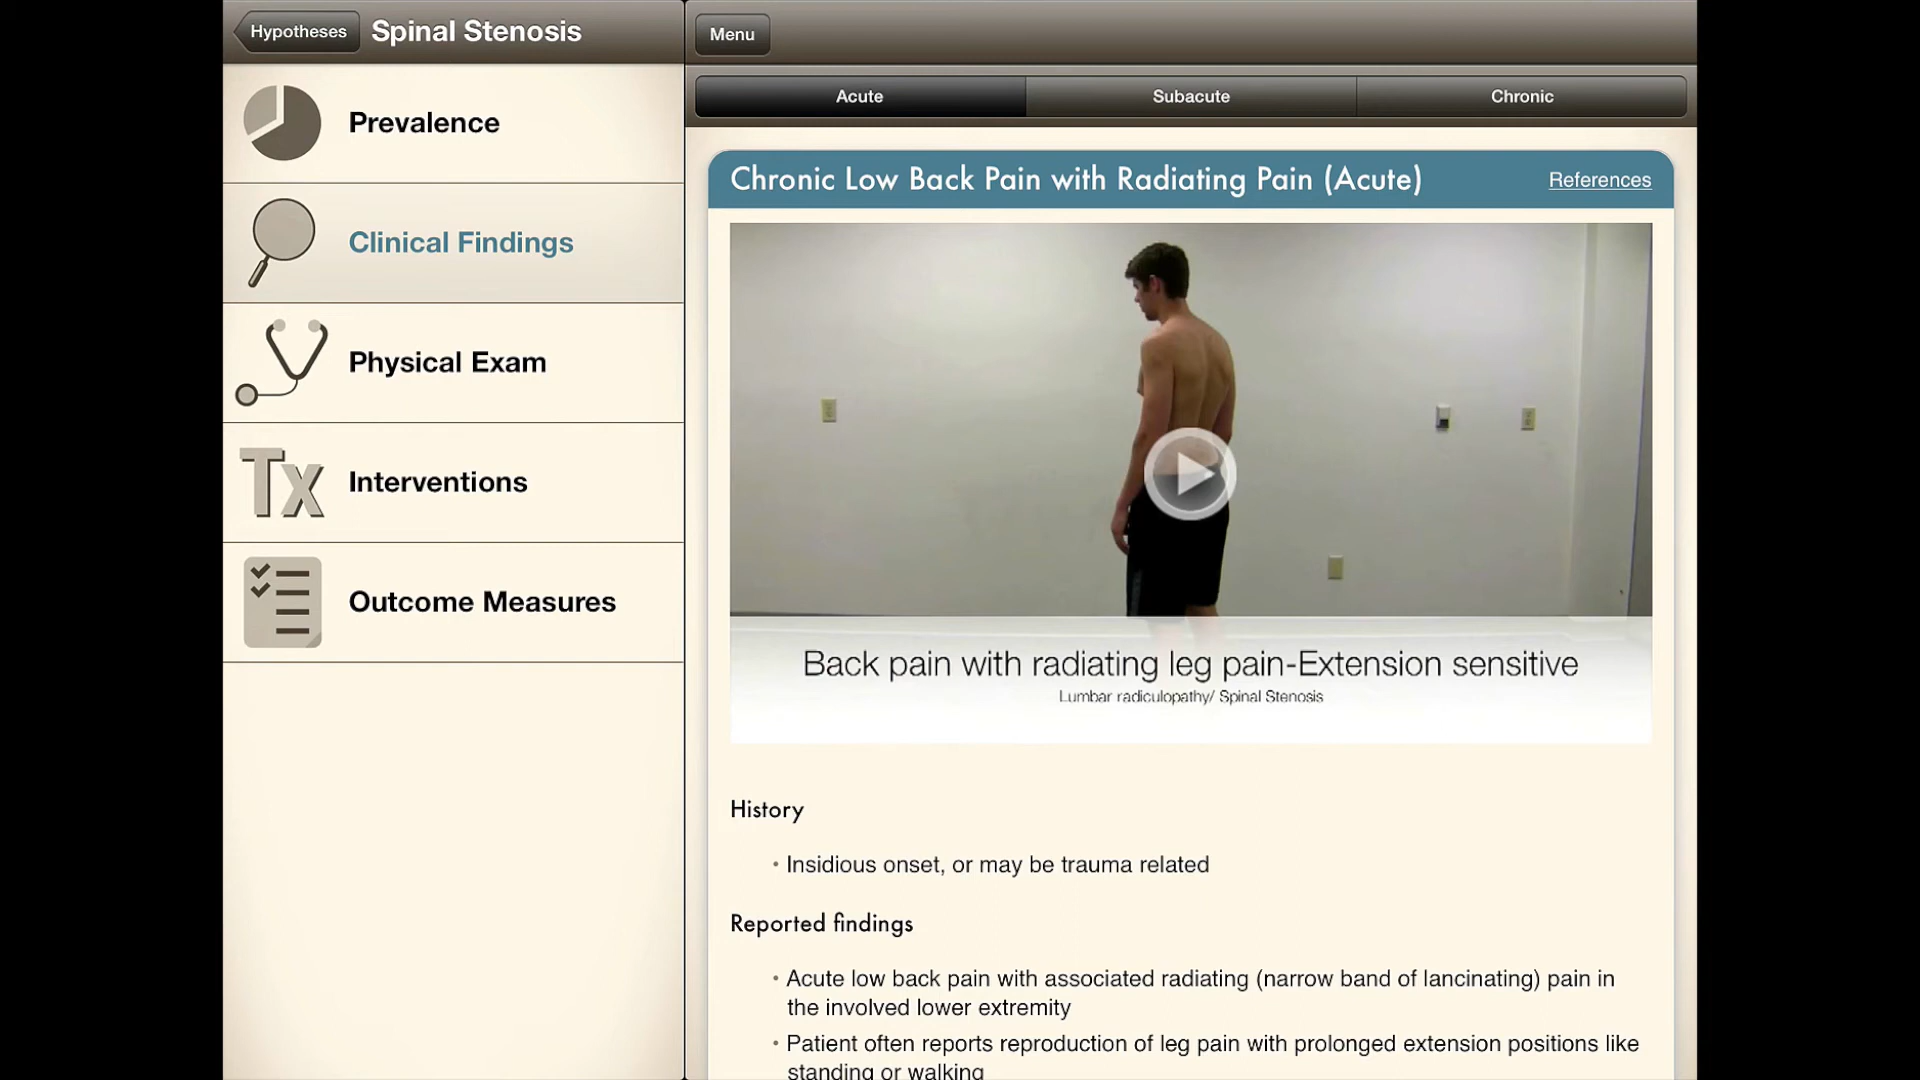 Hypotheses
Spinal Stenosis
Menu
Acute
Subacute
Chronic
Prevalence
Clinical Findings
Physical Exam
Tx
Interventions
Outcome Measures
Chronic Low Back Pain with Radiating Pain (Acute)
References
Back pain with radiating leg pain-Extension sensitive
Lumbar radiculopathy/ Spinal Stenosis
History
• Insidious onset, or may be trauma related
Reported findings
• Acute low back pain with associated radiating (narrow band of lancinating) pain in
the involved lower extremity
• Patient often reports reproduction of leg pain with prolonged extension positions like
standing or walking